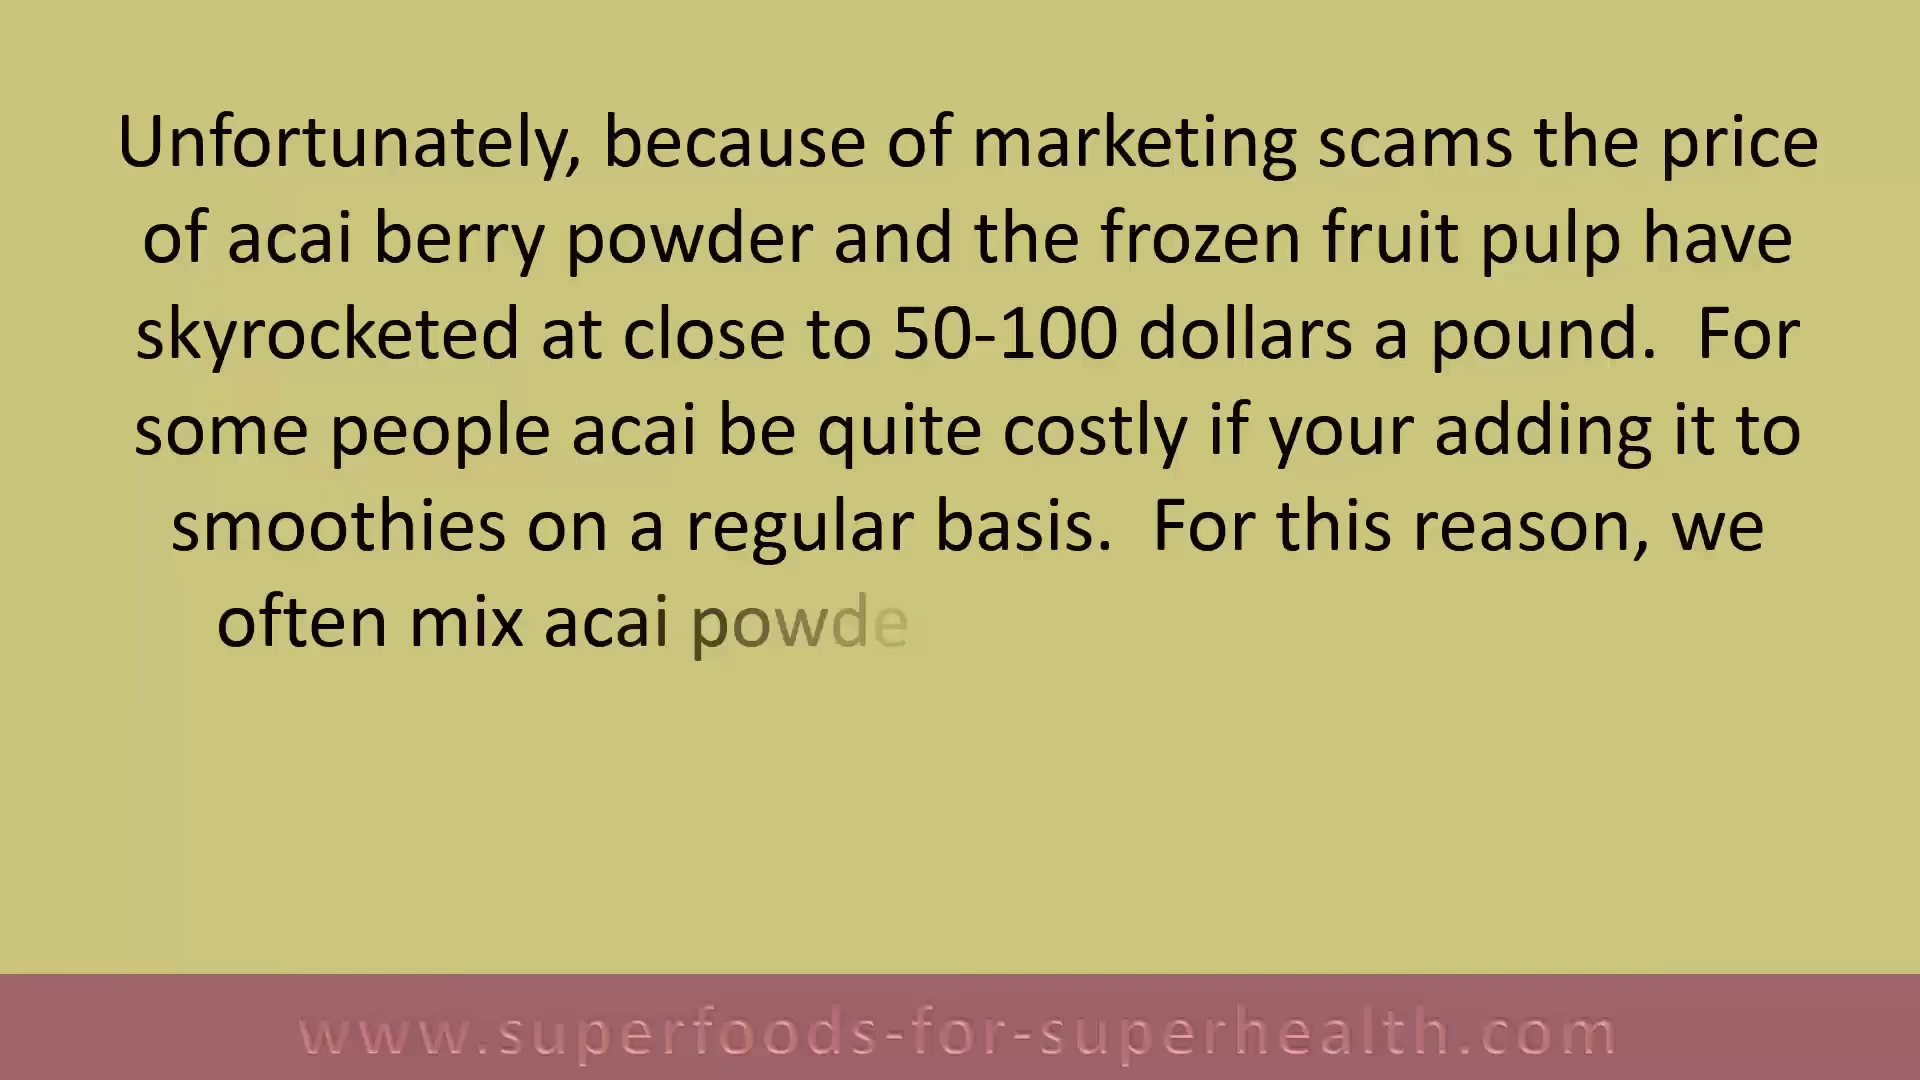 Unfortunately, because of marketing scams the price
of acai berry powder and the frozen fruit pulp have
skyrocketed at close to 50-100 dollars a pound.  For
some people acai be quite costly if your adding it to
smoothies on a regular basis.  For this reason, we
often mix acai powde
www.superfoods-for-superhealth.com